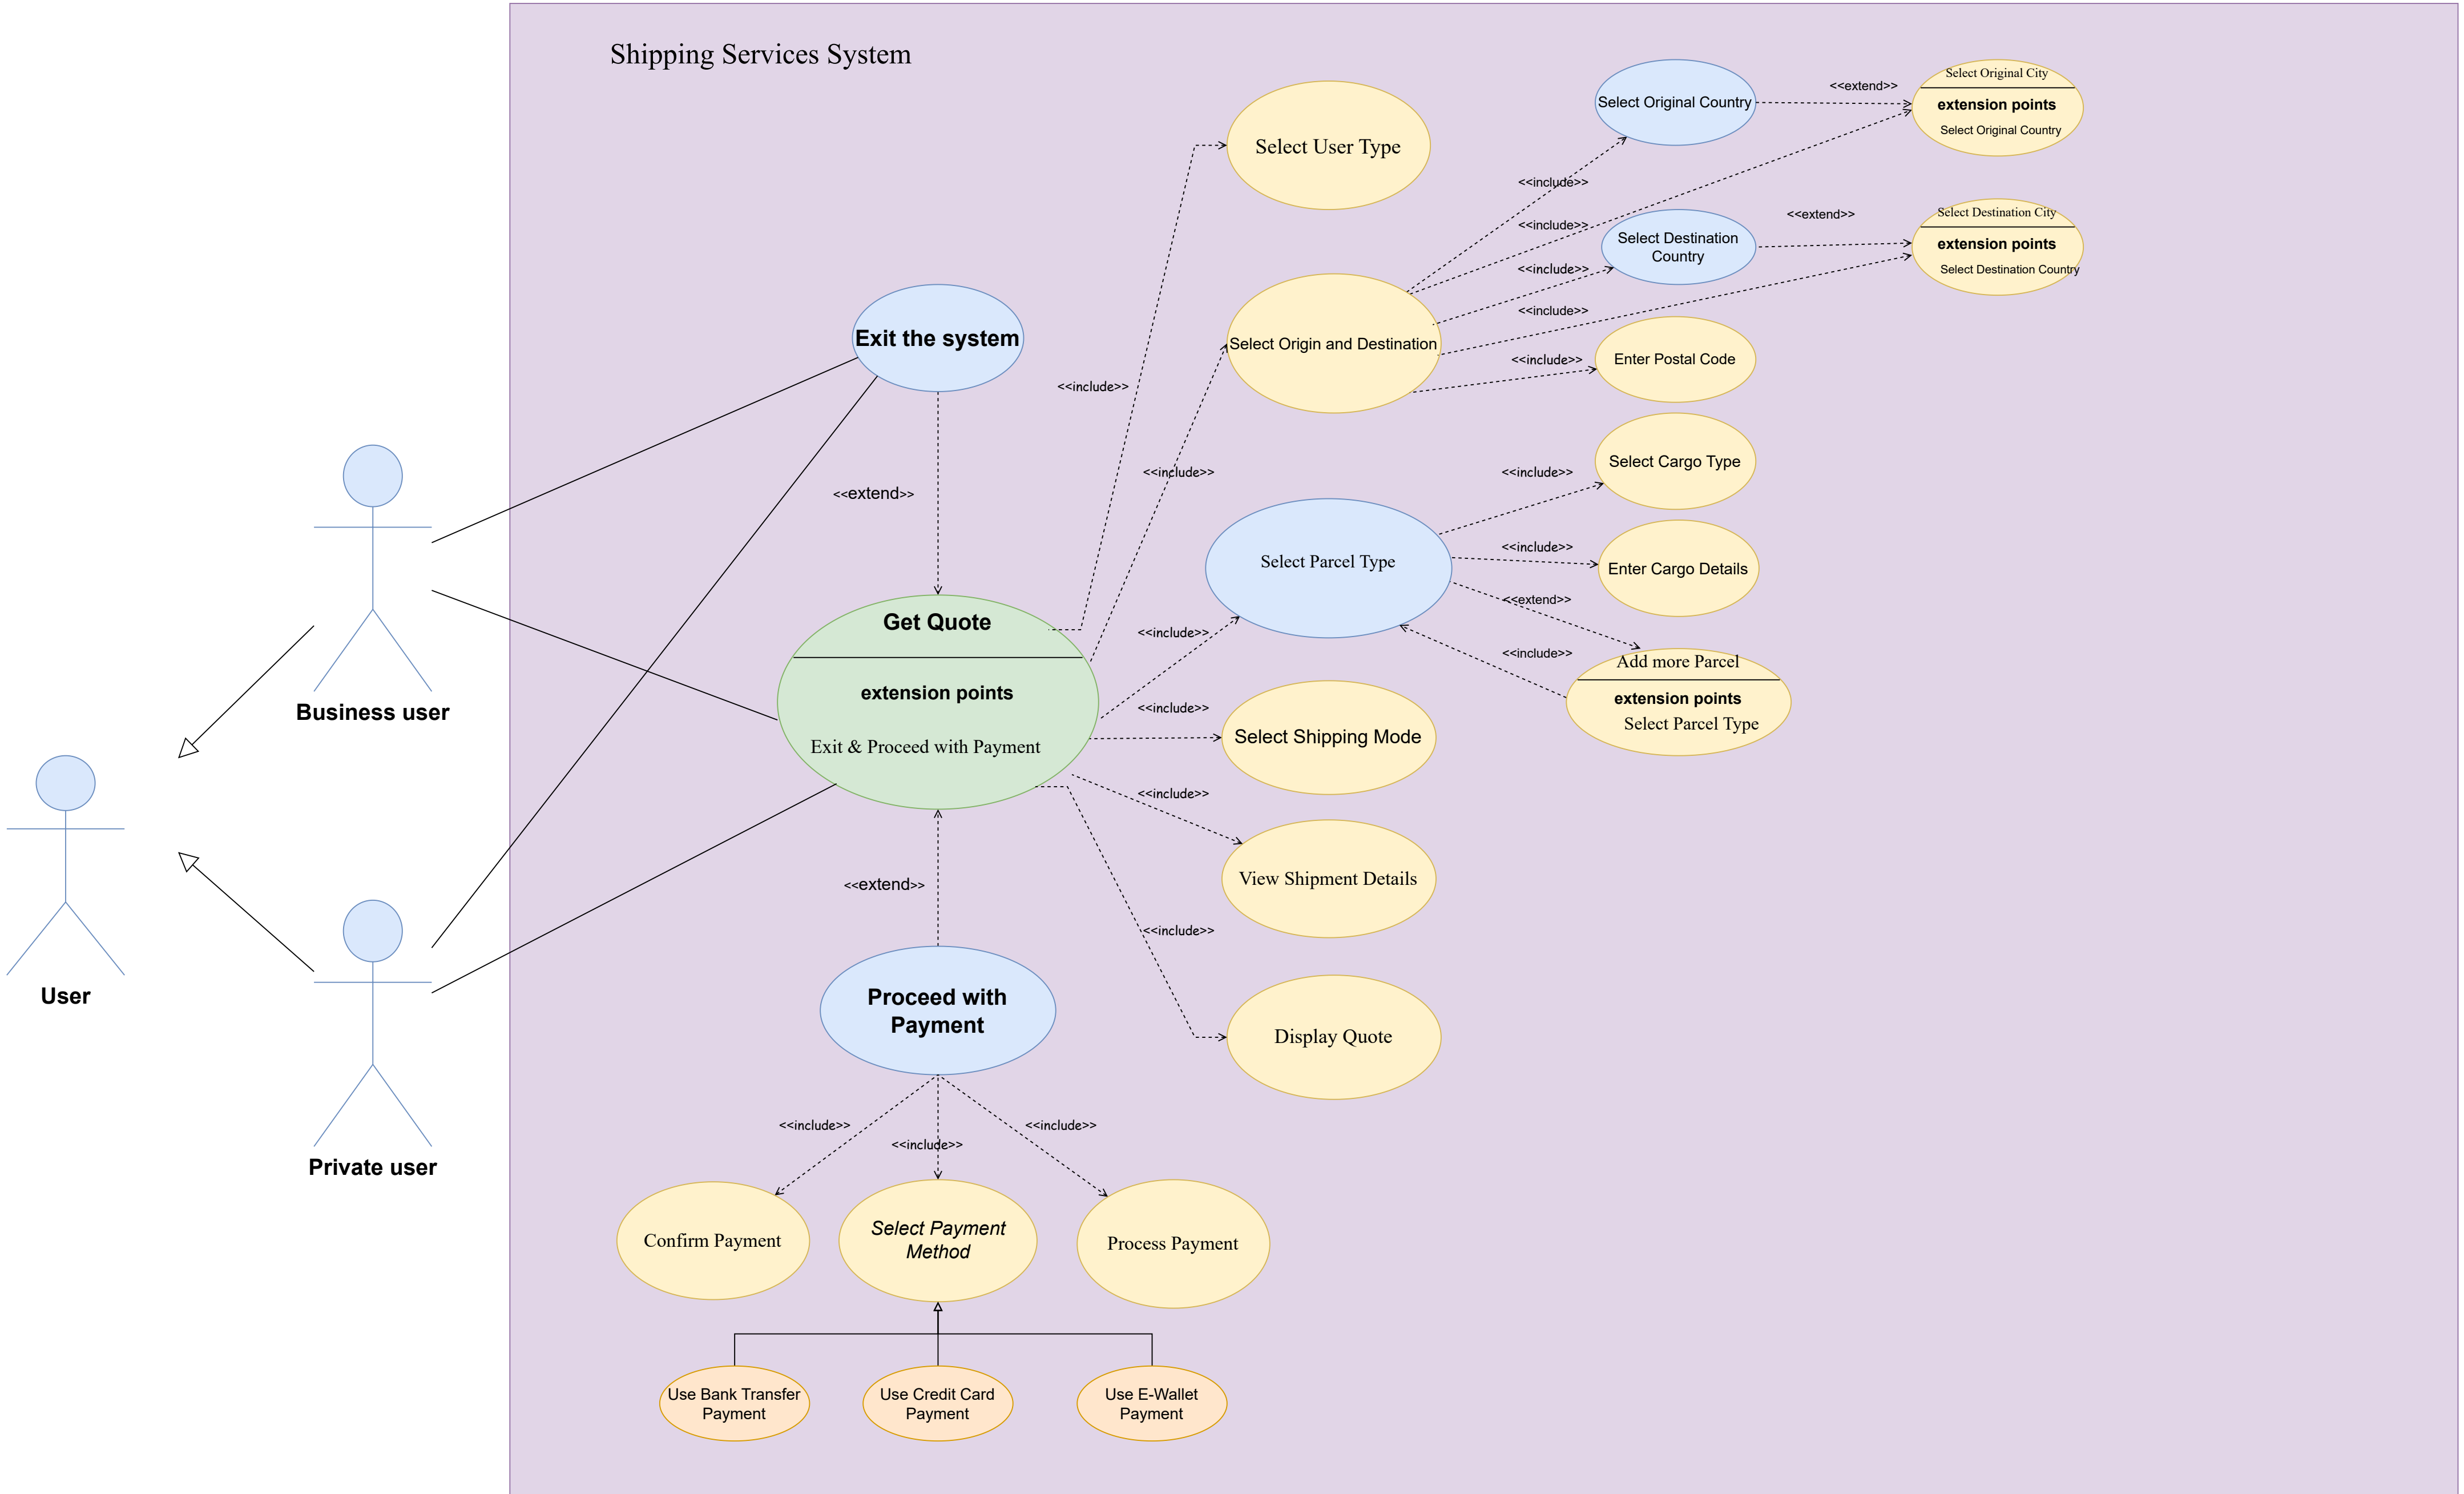 Shipping Services System
Select User Type
Select Original Country
<<extend>>
Select Original City
extension points
Select Original Country
<<include>>
<<include>>
Select Destination
Country
<<extend>>
Select Destination City
extension points
Select Destination Country
<<include>>
<<include>>
Select Origin and Destination
<<include>>
Enter Postal Code
Exit the system
<<include>>
<<extend>>
<<include>>
Select Parcel Type
<<include>>
Select Cargo Type
<<include>>
Enter Cargo Details
<<extend>>
<<include>>
Add more Parcel
extension points
Select Parcel Type
Get Quote
extension points
Exit & Proceed with Payment
<<include>>
<<include>>
Select Shipping Mode
<<include>>
View Shipment Details
<<include>>
Display Quote
Business user
User
Private user
<<extend>>
Proceed with
Payment
<<include>>
<<include>>
<<include>>
Confirm Payment
Select Payment
Method
Process Payment
Use Bank Transfer
Payment
Use Credit Card
Payment
Use E-Wallet
Payment